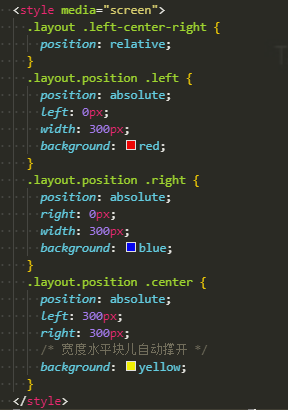 <style media="screen">
.layout .left-center-right {
position: relative;
}
.layout.position .left {
position: absolute;
left: 0px;
width: 300px;
background: red;
}
.layout.position .right {
position: absolute;
right: 0px;
width: 300px;
background: blue;
}
.layout.position .center {
position: absolute;
left: 300px;
right: 300px;
/* 宽度水平块儿自动撑开 */
background: yellow;
}
</style>